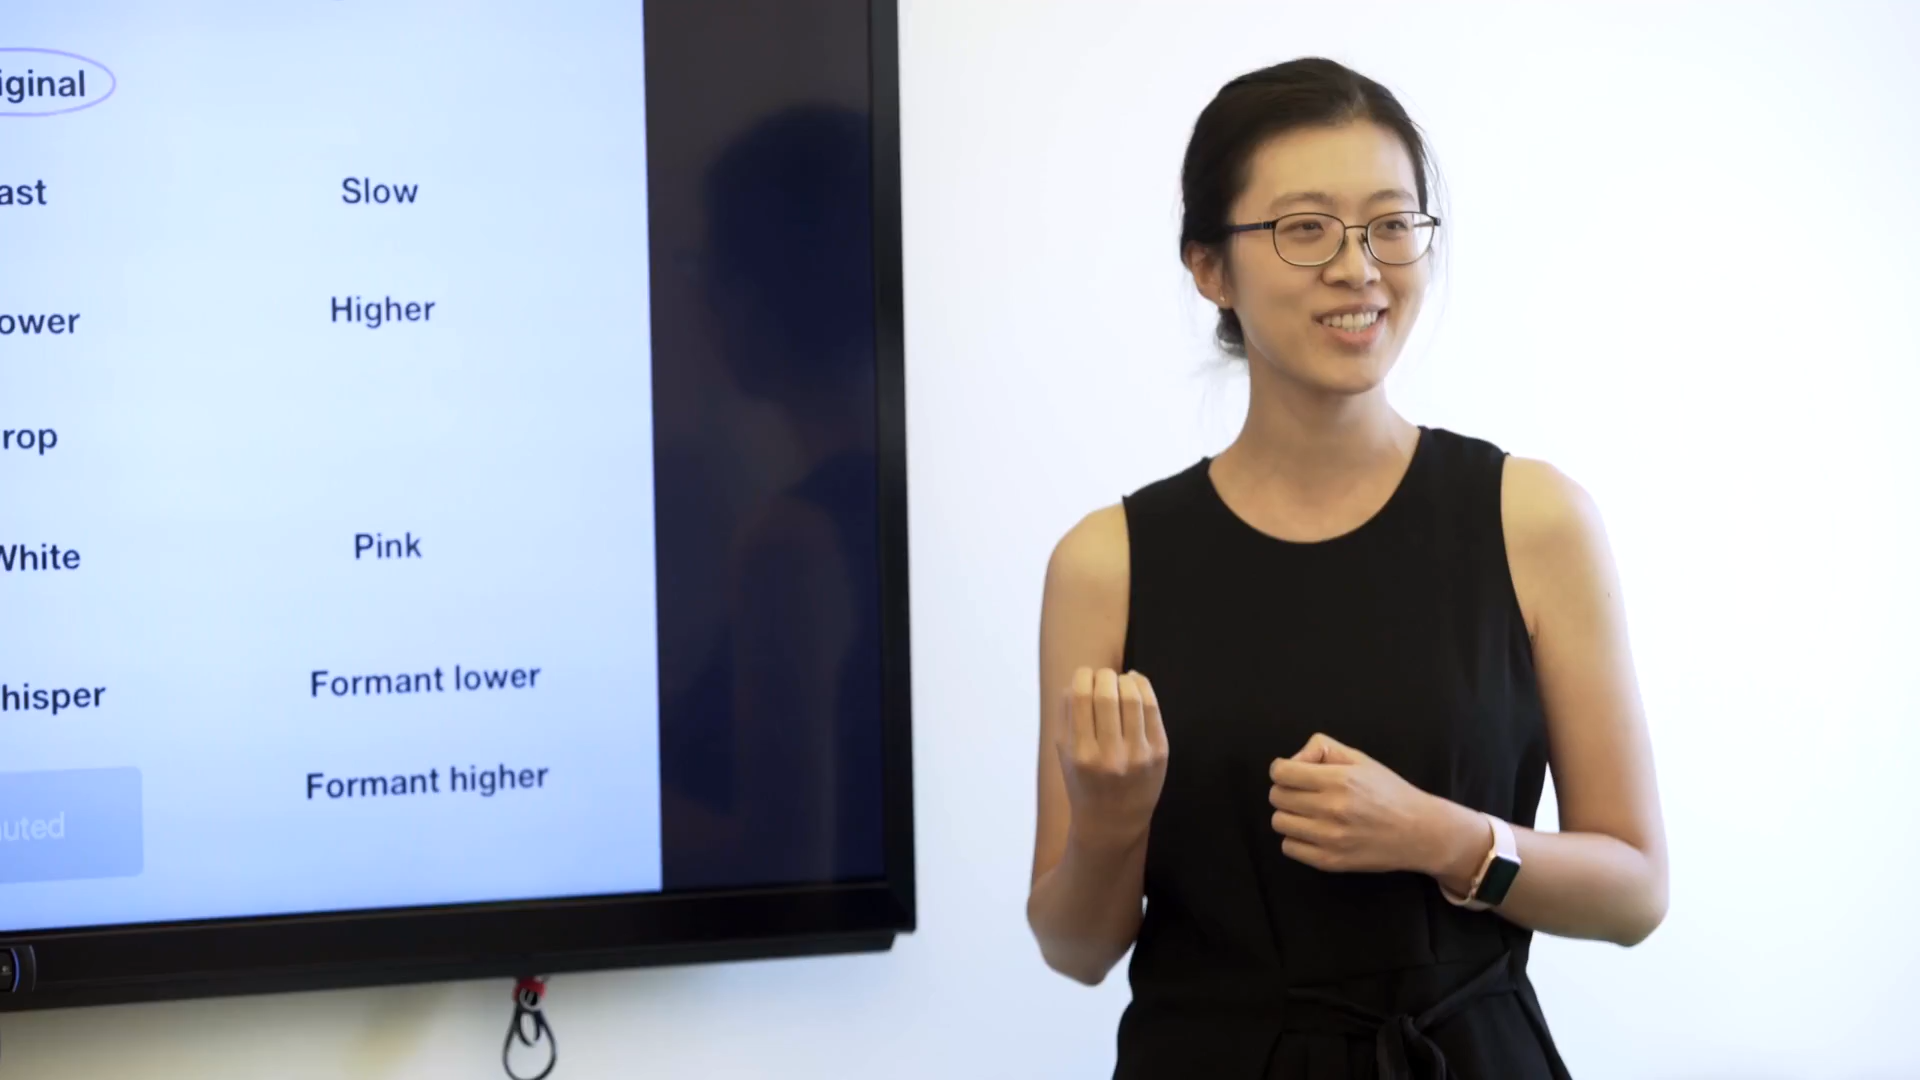 iginal
ast Slow
ower Higher
rop
White Pink
hisper Formant lower
uted Formant higher